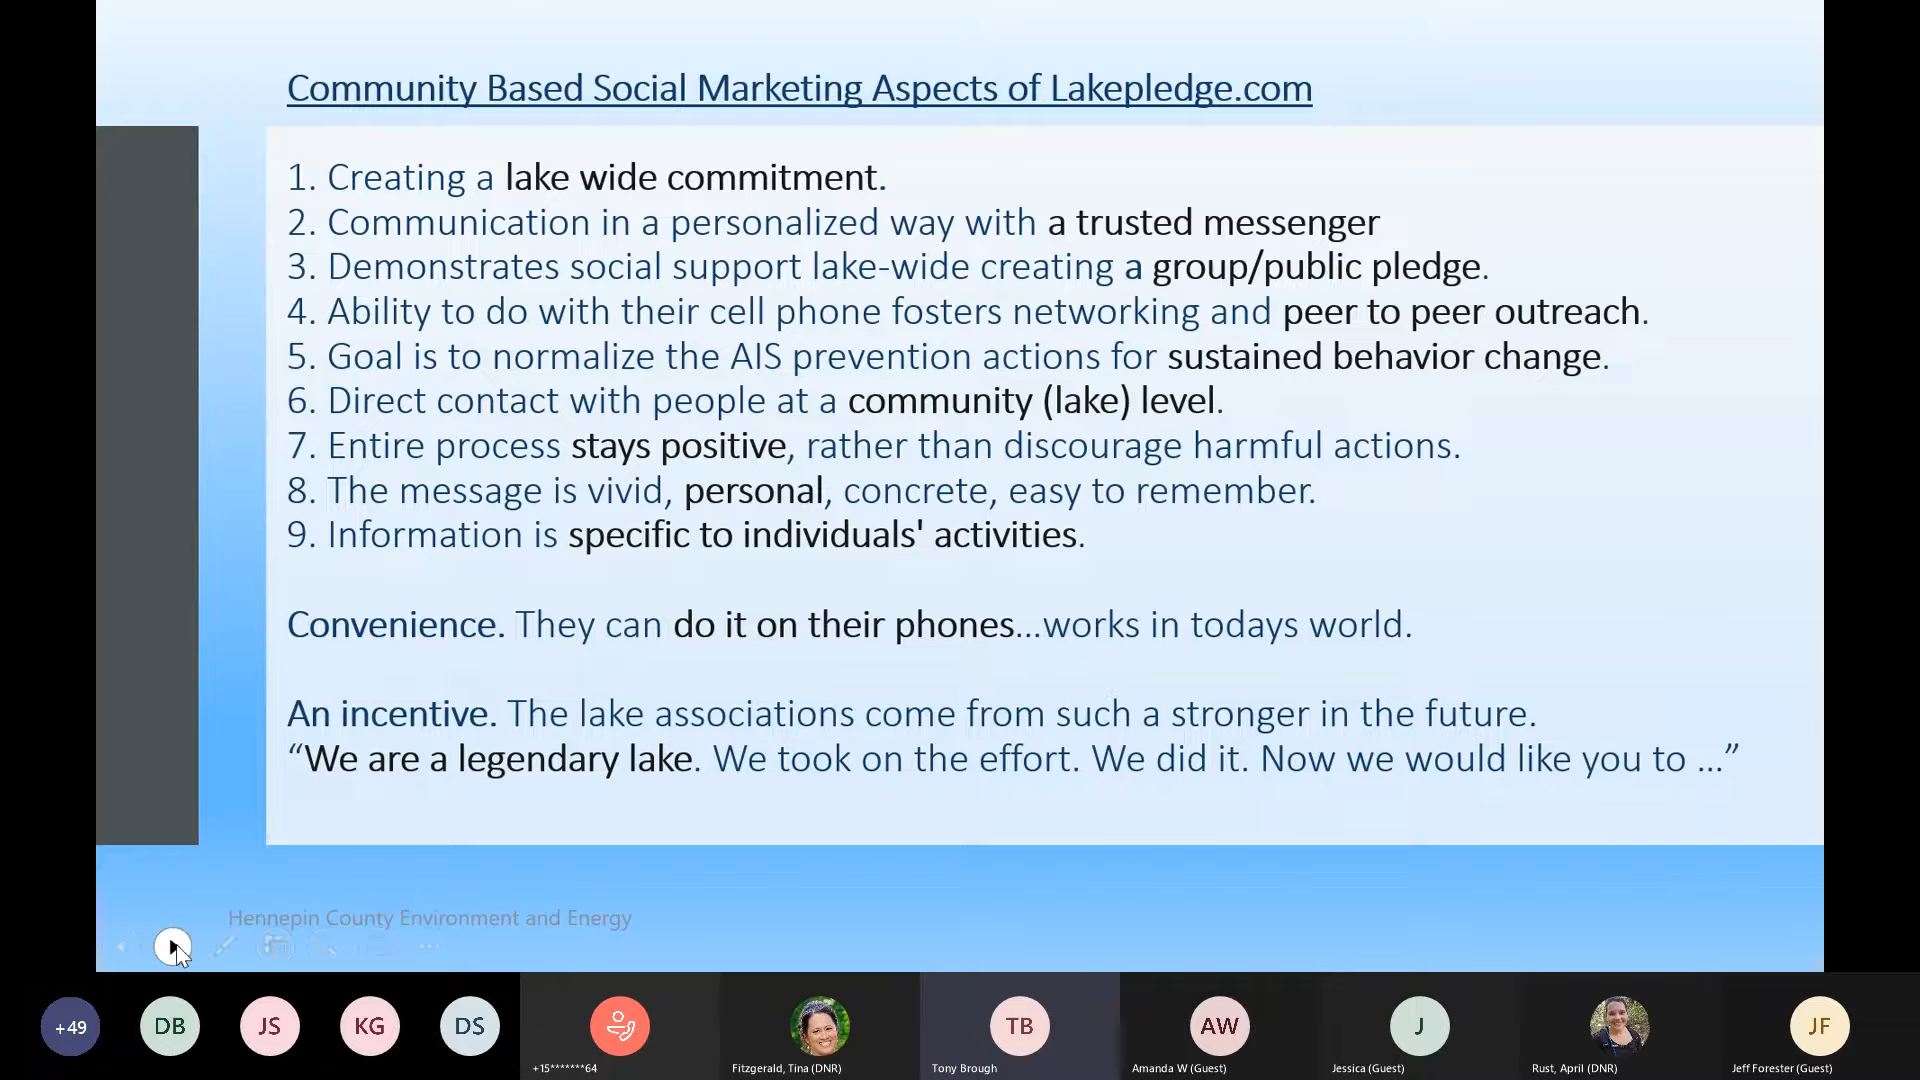 Community Based Social Marketing Aspects of Lakepledge.com
1. Creating a lake wide commitment.
2. Communication in a personalized way with a trusted messenger
3. Demonstrates social support lake-wide creating a group/public pledge.
4. Ability to do with their cell phone fosters networking and peer to peer outreach.
5. Goal is to normalize the AIS prevention actions for sustained behavior change.
6. Direct contact with people at a community (lake) level.
7. Entire process stays positive, rather than discourage harmful actions.
8. The message is vivid, personal, concrete, easy to remember.
9. Information is specific to individuals' activities.
Convenience. They can do it on their phones...works in todays world.
An incentive. The lake associations come from such a stronger in the future.
“We are a legendary lake. We took on the effort. We did it. Now we would like you to ...”
Hennepin County Environment and Energy
+49 DB JS KG DS TB AW J JF
+15*******64 Fitzgerald, Tina (DNR) Tony Brough Amanda W (Guest) Jessica (Guest) Rust, April (DNR) Jeff Forester (Guest)